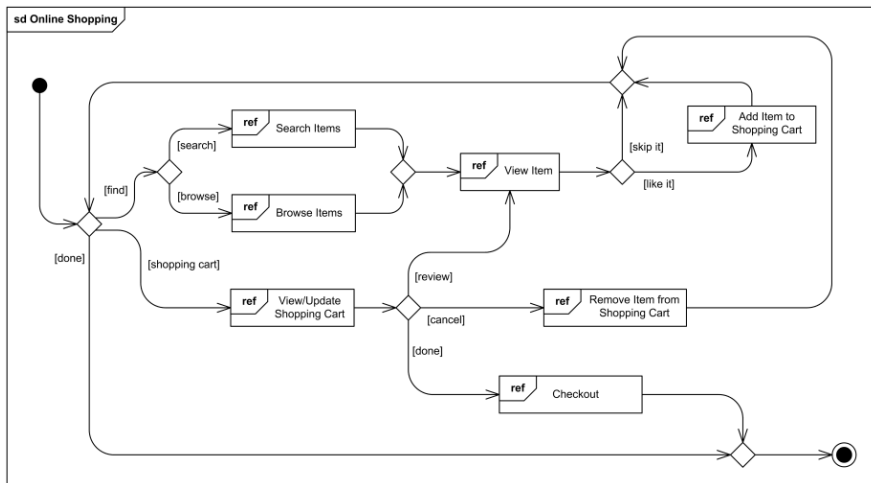 sd Online Shopping
ref
Search Items
ref
Add Item to
Shopping Cart
[search]
[skip it]
ref
View Item
[find]
[browse]
[like it]
ref
Browse Items
[done]
[shopping cart]
[review]
ref
View/Update
Shopping Cart
ref
Remove Item from
Shopping Cart
[cancel]
[done]
ref
Checkout